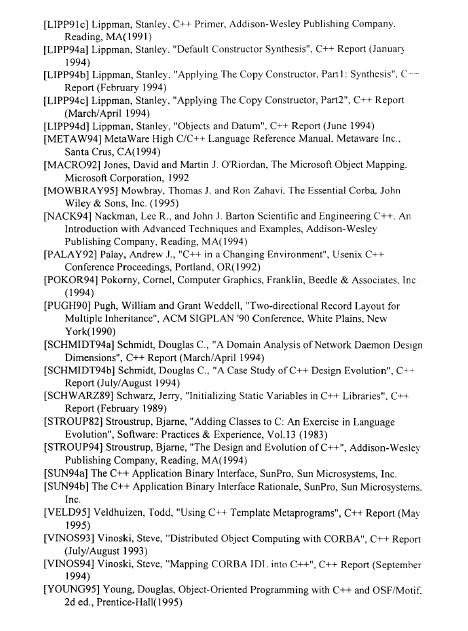 [LIPP91c] Lippman, Stanley, C++ Primer, Addison-Wesley Publishing Company.
Reading, MA(1991)
[LIPP94a] Lippman, Stanley, "Default Constructor Synthesis", C++ Report (January
1994)
[LIPP94b] Lippman, Stanley, "Applying The Copy Constructor, Part1: Synthesis", C++
Report (February 1994)
[LIPP94c] Lippman, Stanley, "Applying The Copy Constructor, Part2", C++ Report
(March/April 1994)
[LIPP94d] Lippman, Stanley, "Objects and Datum", C++ Report (June 1994)
[METAW94] MetaWare High C/C++ Language Reference Manual, Metaware Inc.,
Santa Crus, CA(1994)
[MACRO92] Jones, David and Martin J. O'Riordan, The Microsoft Object Mapping,
Microsoft Corporation, 1992
[MOWBRAY95] Mowbray, Thomas J. and Ron Zahavi. The Essential Corba, John
Wiley & Sons, Inc. (1995)
[NACK94] Nackman, Lee R., and John J. Barton Scientific and Engineering C++, An
Introduction with Advanced Techniques and Examples, Addison-Wesley
Publishing Company, Reading, MA(1994)
[PALAY92] Palay, Andrew J., "C++ in a Changing Environment", Usenix C++
Conference Proceedings, Portland, OR(1992)
[POKOR94] Pokorny, Cornel, Computer Graphics, Franklin, Beedle & Associates, Inc.
(1994)
[PUGH90] Pugh, William and Grant Weddell, "Two-directional Record Layout for
Multiple Inheritance", ACM SIGPLAN '90 Conference, White Plains, New
York(1990)
[SCHMIDT94a] Schmidt, Douglas C., "A Domain Analysis of Network Daemon Design
Dimensions", C++ Report (March/April 1994)
[SCHMIDT94b] Schmidt, Douglas C., "A Case Study of C++ Design Evolution", C++
Report (July/August 1994)
[SCHWARZ89] Schwarz, Jerry, "Initializing Static Variables in C++ Libraries", C++
Report (February 1989)
[STROUP82] Stroustrup, Bjarne, "Adding Classes to C: An Exercise in Language
Evolution", Software: Practices & Experience, Vol.13 (1983)
[STROUP94] Stroustrup, Bjarne, "The Design and Evolution of C++", Addison-Wesley
Publishing Company, Reading, MA(1994)
[SUN94a] The C++ Application Binary Interface, SunPro, Sun Microsystems, Inc.
[SUN94b] The C++ Application Binary Interface Rationale, SunPro, Sun Microsystems,
Inc.
[VELD95] Veldhuizen, Todd, "Using C++ Template Metaprograms", C++ Report (May
1995)
[VINOS93] Vinoski, Steve, "Distributed Object Computing with CORBA", C++ Report
(July/August 1993)
[VINOS94] Vinoski, Steve, "Mapping CORBA IDL into C++", C++ Report (September
1994)
[YOUNG95] Young, Douglas, Object-Oriented Programming with C++ and OSF/Motif,
2d ed., Prentice-Hall(1995)